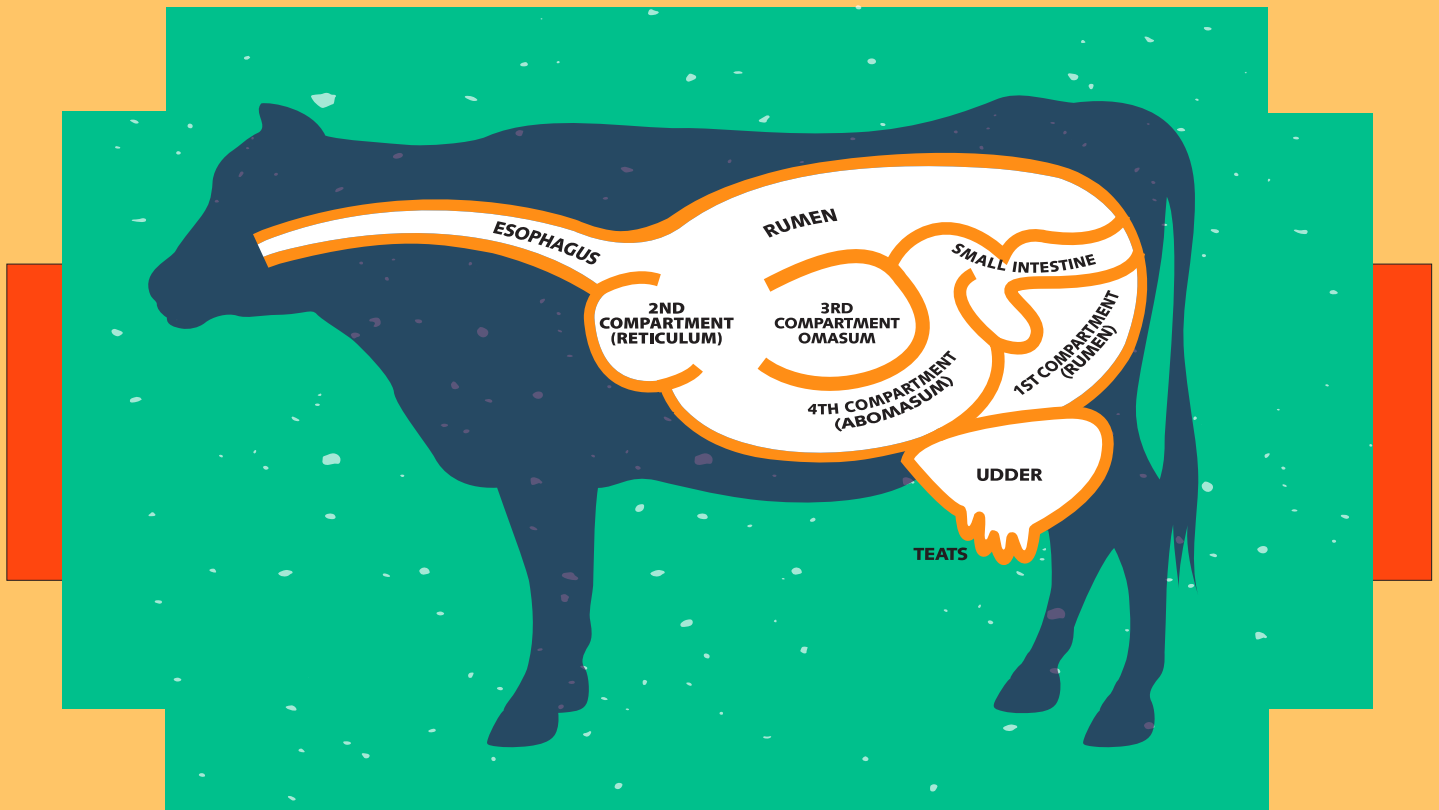 ESOPHAGUS
RUMEN
SMALL INTESTINE
2ND
COMPARTMENT
(RETICULUM)
3RD
COMPARTMENT
OMASUM
1ST COMPARTMENT
(RUMEN)
4TH COMPARTMENT
(ABOMASUM)
UDDER
TEATS